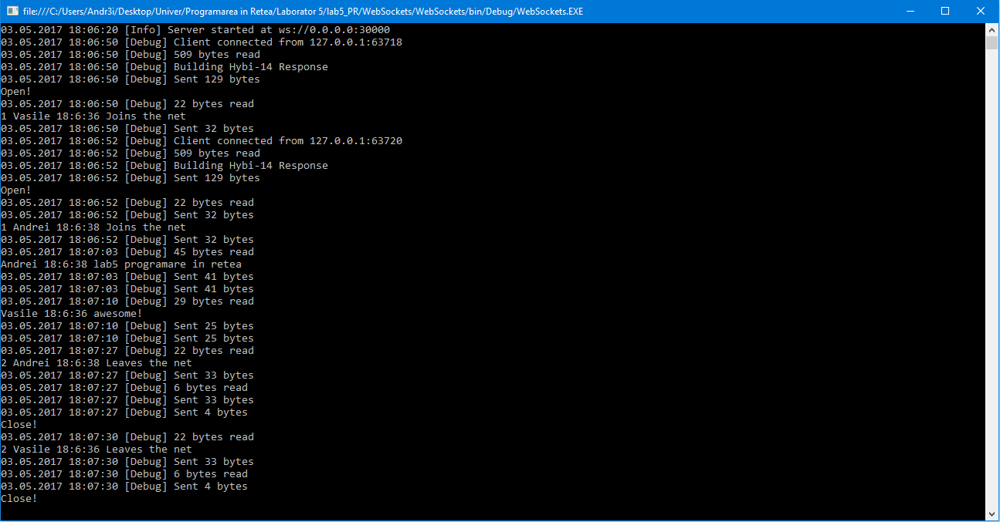 file:///C:/Users/Andr3i/Desktop/Univer/Programarea in Retea/Laborator 5/lab5_PR/WebSockets/WebSockets/bin/Debug/WebSockets.EXE
03.05.2017 18:06:20 [Info] Server started at ws://0.0.0.0:30000
03.05.2017 18:06:50 [Debug] Client connected from 127.0.0.1:63718
03.05.2017 18:06:50 [Debug] 509 bytes read
03.05.2017 18:06:50 [Debug] Building Hybi-14 Response
03.05.2017 18:06:50 [Debug] Sent 129 bytes
Open!
03.05.2017 18:06:50 [Debug] 22 bytes read
1 Vasile 18:6:36 Joins the net
03.05.2017 18:06:50 [Debug] Sent 32 bytes
03.05.2017 18:06:52 [Debug] Client connected from 127.0.0.1:63720
03.05.2017 18:06:52 [Debug] 509 bytes read
03.05.2017 18:06:52 [Debug] Building Hybi-14 Response
03.05.2017 18:06:52 [Debug] Sent 129 bytes
Open!
03.05.2017 18:06:52 [Debug] 22 bytes read
03.05.2017 18:06:52 [Debug] Sent 32 bytes
1 Andrei 18:6:38 Joins the net
03.05.2017 18:06:52 [Debug] Sent 32 bytes
03.05.2017 18:07:03 [Debug] 45 bytes read
Andrei 18:6:38 lab5 programare in retea
03.05.2017 18:07:03 [Debug] Sent 41 bytes
03.05.2017 18:07:03 [Debug] Sent 41 bytes
03.05.2017 18:07:10 [Debug] 29 bytes read
Vasile 18:6:36 awesome!
03.05.2017 18:07:10 [Debug] Sent 25 bytes
03.05.2017 18:07:10 [Debug] Sent 25 bytes
03.05.2017 18:07:27 [Debug] 22 bytes read
2 Andrei 18:6:38 Leaves the net
03.05.2017 18:07:27 [Debug] Sent 33 bytes
03.05.2017 18:07:27 [Debug] 6 bytes read
03.05.2017 18:07:27 [Debug] Sent 33 bytes
03.05.2017 18:07:27 [Debug] Sent 4 bytes
Close!
03.05.2017 18:07:30 [Debug] 22 bytes read
2 Vasile 18:6:36 Leaves the net
03.05.2017 18:07:30 [Debug] Sent 33 bytes
03.05.2017 18:07:30 [Debug] 6 bytes read
03.05.2017 18:07:30 [Debug] Sent 4 bytes
Close!